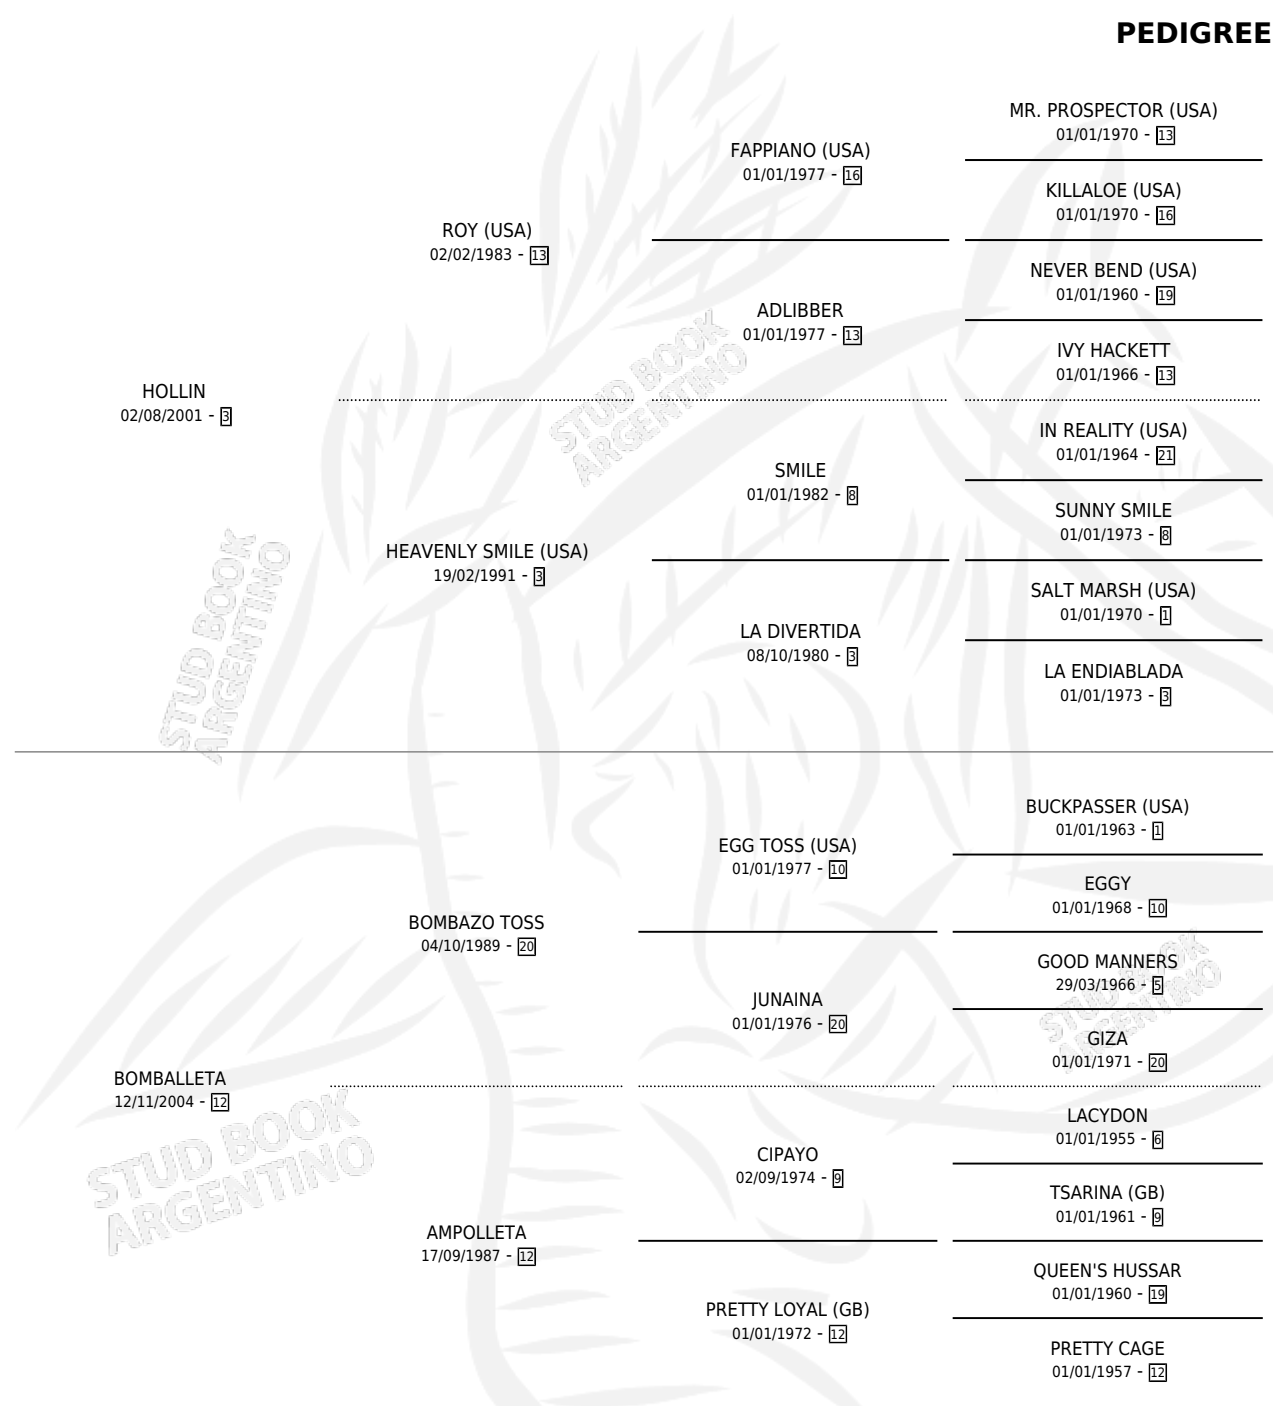 PEDIGREE
MR. PROSPECTOR (USA)
01/01/1970 - 13
FAPPIANO (USA)
01/01/1977 - 16
KILLALOE (USA)
01/01/1970 - 16
ROY (USA)
02/02/1983 - 13
NEVER BEND (USA)
01/01/1960 - 19
ADLIBBER
01/01/1977 - 13
IVY HACKETT
01/01/1966 - 13
HOLLIN
02/08/2001 - 3
IN REALITY (USA)
01/01/1964 - 21
SMILE
01/01/1982 - 8
SUNNY SMILE
01/01/1973 - 8
HEAVENLY SMILE (USA)
19/02/1991 - 3
SALT MARSH (USA)
01/01/1970 - 1
LA DIVERTIDA
08/10/1980 - 3
LA ENDIABLADA
01/01/1973 - 3
BUCKPASSER (USA)
01/01/1963 - 1
EGG TOSS (USA)
01/01/1977 - 10
EGGY
01/01/1968 - 10
BOMBAZO TOSS
04/10/1989 - 20
GOOD MANNERS
29/03/1966 - 5
JUNAINA
01/01/1976 - 20
GIZA
01/01/1971 - 20
BOMBALLETA
12/11/2004 - 12
LACYDON
01/01/1955 - 6
CIPAYO
02/09/1974 - 9
TSARINA (GB)
01/01/1961 - 9
AMPOLLETA
17/09/1987 - 12
QUEEN'S HUSSAR
01/01/1960 - 19
PRETTY LOYAL (GB)
01/01/1972 - 12
PRETTY CAGE
01/01/1957 - 12
STUD BOOK
ARGENTINO
STUD BOOK
ARGENTINO
STUD BOOK
ARGENTINO
STUD BOOK
ARGENTINO